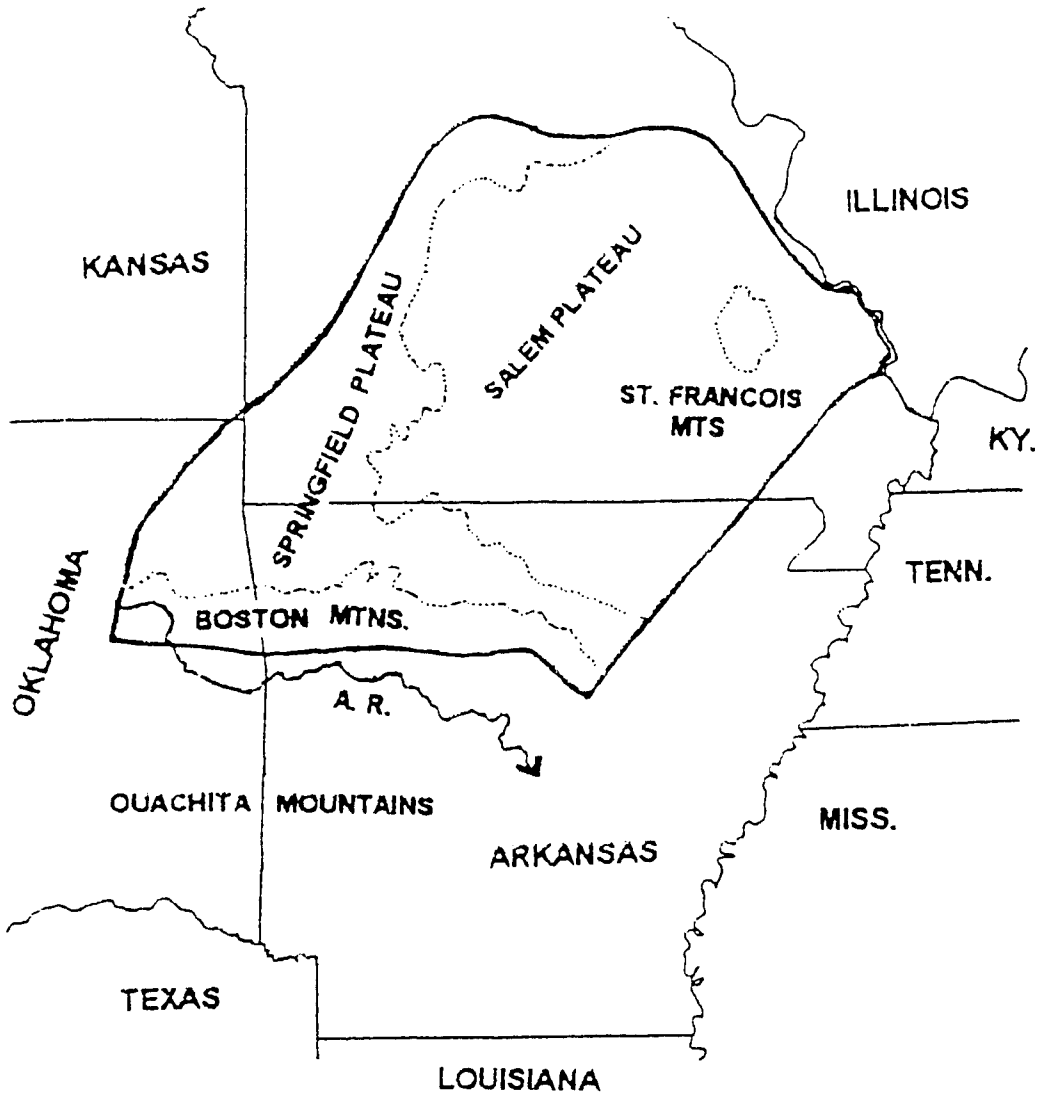 ILLINOIS
KANSAS
SPRINGFIELD PLATEAU
SALEM PLATEAU
ST. FRANCOIS
MTS
KY.
OKLAHOMA
TENN.
BOSTON MTNS.
A. R.
OUACHITA MOUNTAINS
MISS.
ARKANSAS
TEXAS
LOUISIANA